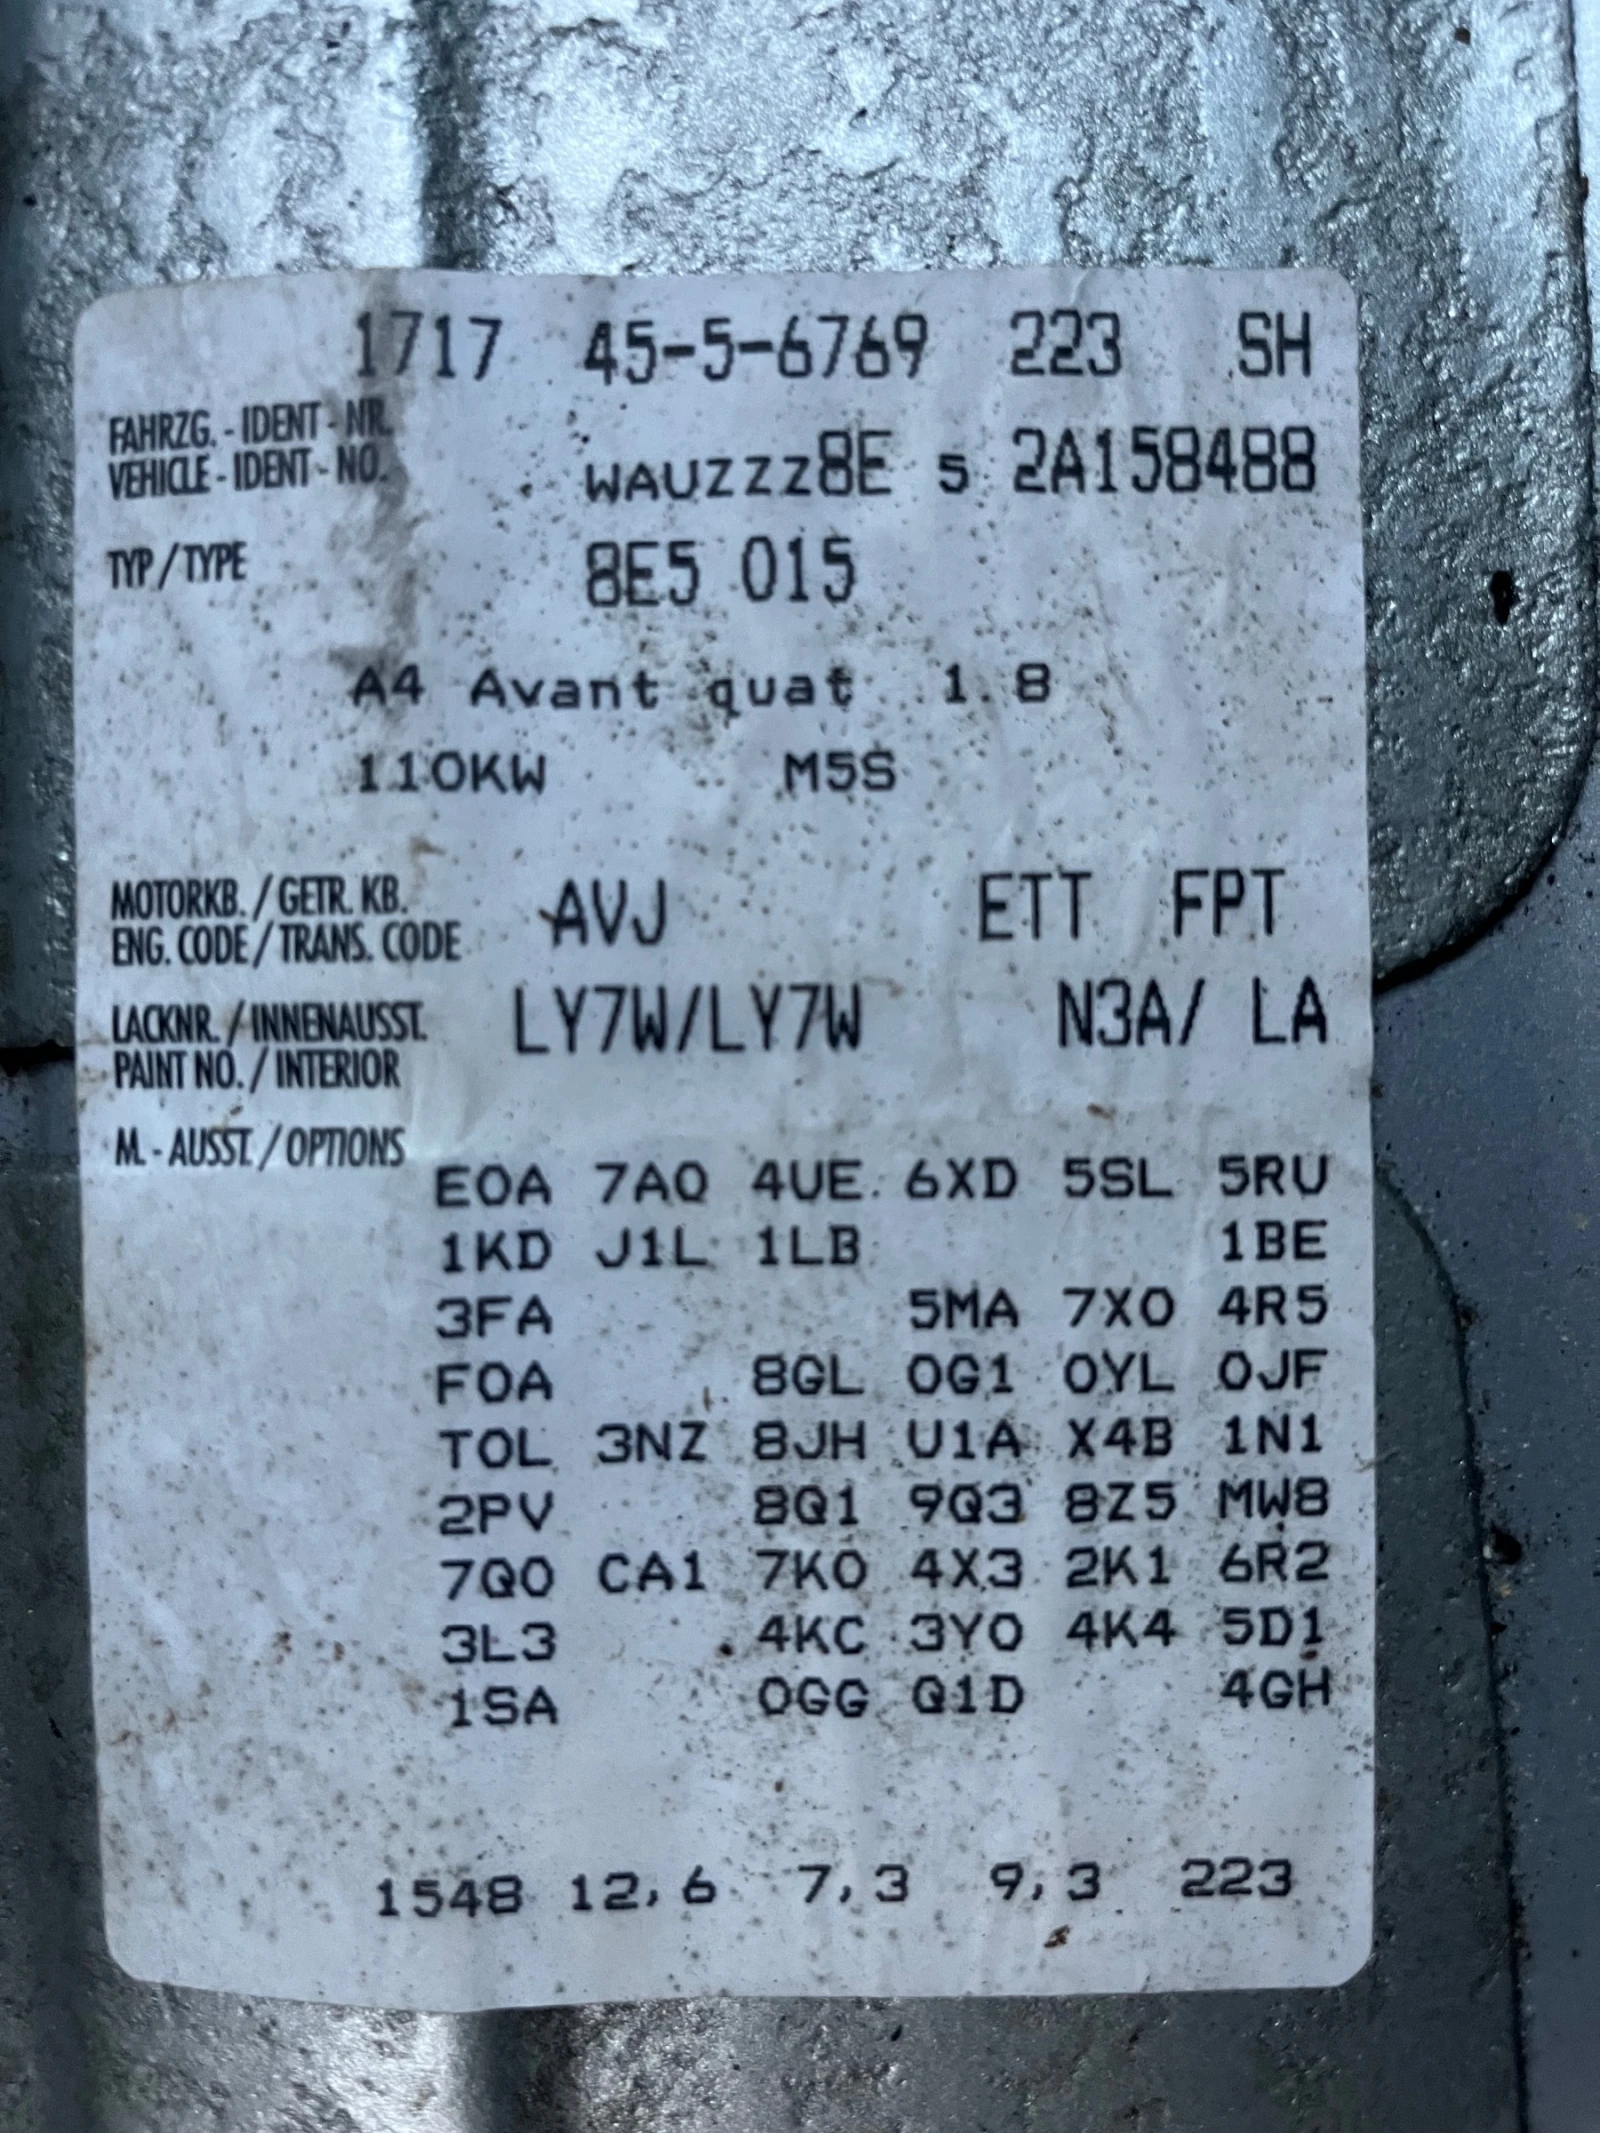 1717 45-5-6769 223 SH
FAHRZG.-IDENT-NR.
VEHICLE-IDENT-NO. WAUZZZ8E s 2A158488
TYP/TYPE 8E5 015
A4 Avant quat 1.8
110KW M5S
MOTORKB./GETR. KB.
ENG. CODE/TRANS. CODE AVJ ETT FPT
LACKNR./INNENAUSST.
PAINT NO./INTERIOR LY7W/LY7W N3A/ LA
M.-AUSST./OPTIONS
E0A 7AQ 4UE 6XD 5SL 5RU
1KD J1L 1LB 1BE
3FA 5MA 7X0 4R5
F0A 8GL 0G1 0YL 0JF
T0L 3NZ 8JH U1A X4B 1N1
2PV 8Q1 9Q3 8Z5 MW8
7Q0 CA1 7K0 4X3 2K1 6R2
3L3 4KC 3Y0 4K4 5D1
1SA 0GG Q1D 4GH
1548 12,6 7,3 9,3 223